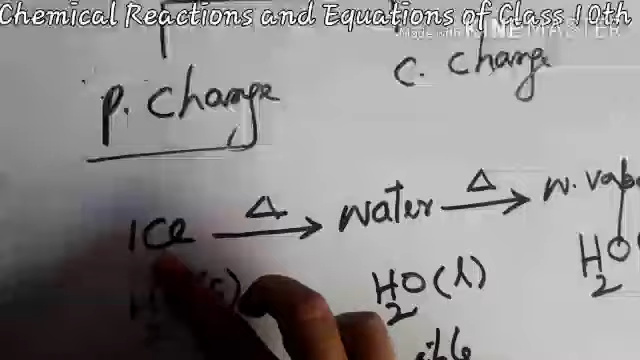 Chemical Reactions and Equations of Class 10th
Made with KINEMASTER
C. Change
P. Change
ICe Δ → Water Δ → W. Vap
H2O(l)
H2O